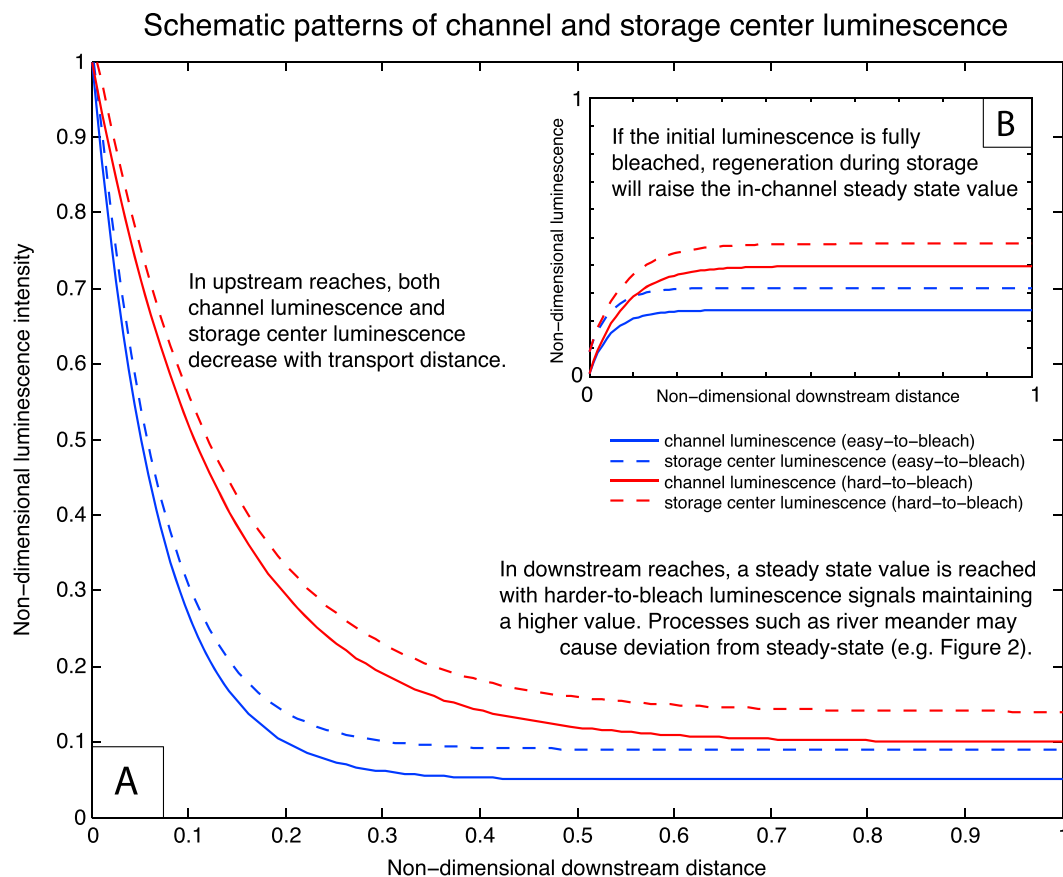 Schematic patterns of channel and storage center luminescence
1
0.9
0.8
0.7
0.6
0.5
0.4
0.3
0.2
0.1
0
Non-dimensional luminescence intensity
In upstream reaches, both
channel luminescence and
storage center luminescence
decrease with transport distance.
1
0
Non-dimensional luminescence
B
If the initial luminescence is fully
bleached, regeneration during storage
will raise the in-channel steady state value
0
Non-dimensional downstream distance
1
channel luminescence (easy-to-bleach)
storage center luminescence (easy-to-bleach)
channel luminescence (hard-to-bleach)
storage center luminescence (hard-to-bleach)
In downstream reaches, a steady state value is reached
with harder-to-bleach luminescence signals maintaining
a higher value. Processes such as river meander may
cause deviation from steady-state (e.g. Figure 2).
A
0 0.1 0.2 0.3 0.4 0.5 0.6 0.7 0.8 0.9 1
Non-dimensional downstream distance